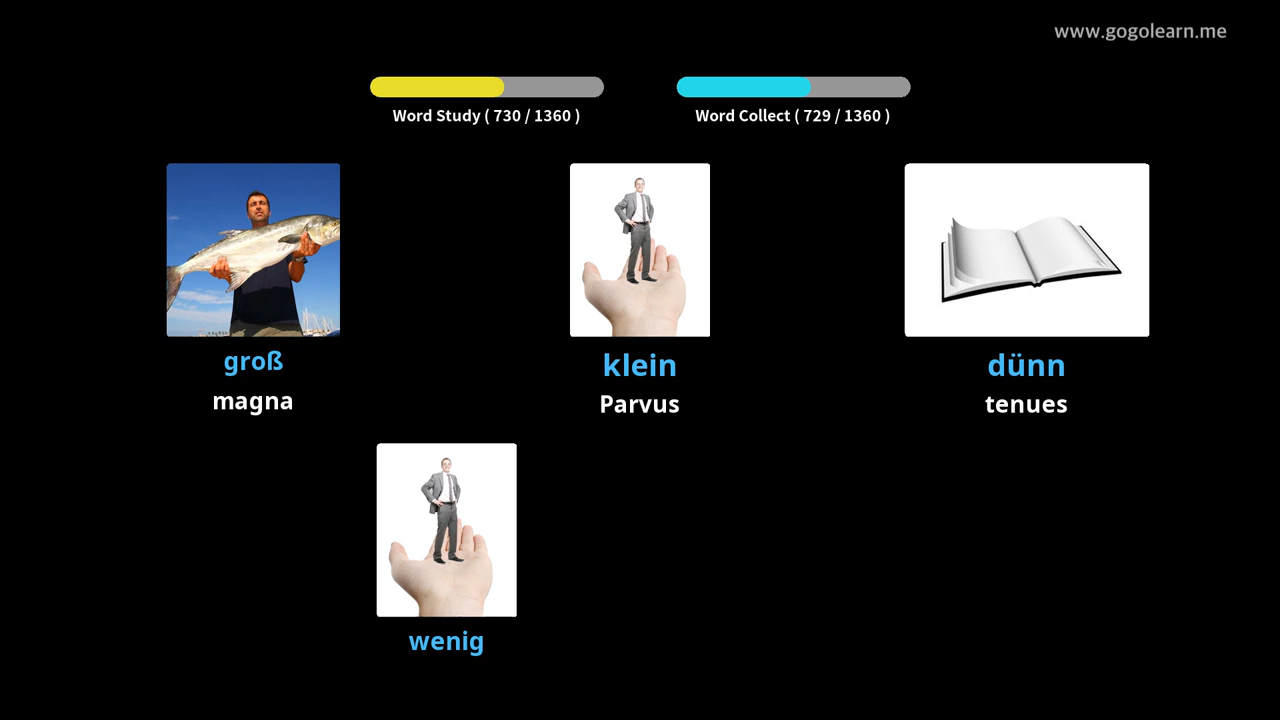 www.gogolearn.me
Word Study ( 730 / 1360 )
Word Collect ( 729 / 1360 )
groß
klein
dünn
magna
Parvus
tenues
wenig